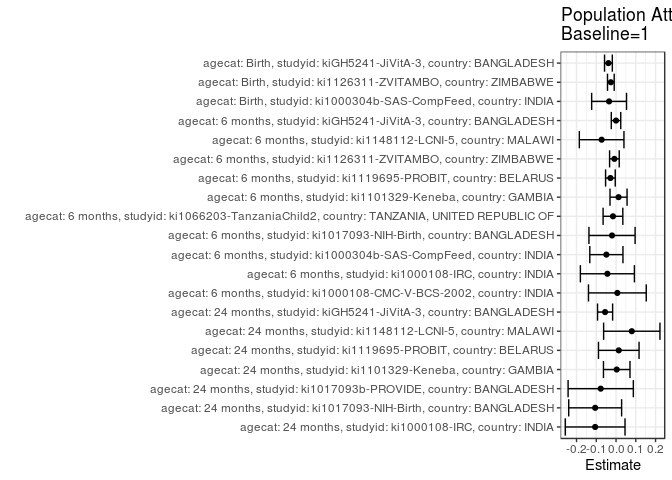 Population Att
Baseline=1
agecat: Birth, studyid: kiGH5241-JiVitA-3, country: BANGLADESH
agecat: Birth, studyid: ki1126311-ZVITAMBO, country: ZIMBABWE
agecat: Birth, studyid: ki1000304b-SAS-CompFeed, country: INDIA
agecat: 6 months, studyid: kiGH5241-JiVitA-3, country: BANGLADESH
agecat: 6 months, studyid: ki1148112-LCNI-5, country: MALAWI
agecat: 6 months, studyid: ki1126311-ZVITAMBO, country: ZIMBABWE
agecat: 6 months, studyid: ki1119695-PROBIT, country: BELARUS
agecat: 6 months, studyid: ki1101329-Keneba, country: GAMBIA
agecat: 6 months, studyid: ki1066203-TanzaniaChild2, country: TANZANIA, UNITED REPUBLIC OF
agecat: 6 months, studyid: ki1017093-NIH-Birth, country: BANGLADESH
agecat: 6 months, studyid: ki1000304b-SAS-CompFeed, country: INDIA
agecat: 6 months, studyid: ki1000108-IRC, country: INDIA
agecat: 6 months, studyid: ki1000108-CMC-V-BCS-2002, country: INDIA
agecat: 24 months, studyid: kiGH5241-JiVitA-3, country: BANGLADESH
agecat: 24 months, studyid: ki1148112-LCNI-5, country: MALAWI
agecat: 24 months, studyid: ki1119695-PROBIT, country: BELARUS
agecat: 24 months, studyid: ki1101329-Keneba, country: GAMBIA
agecat: 24 months, studyid: ki1017093b-PROVIDE, country: BANGLADESH
agecat: 24 months, studyid: ki1017093-NIH-Birth, country: BANGLADESH
agecat: 24 months, studyid: ki1000108-IRC, country: INDIA
-0.2 -0.1 0.0 0.1 0.2
Estimate